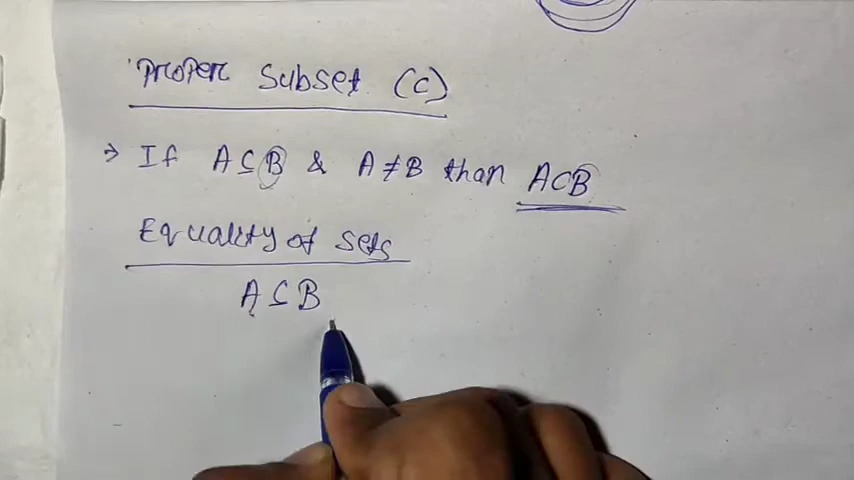 Proper Subset (⊂)
→ If A⊆B & A≠B than A⊂B
Equality of sets
A⊆B